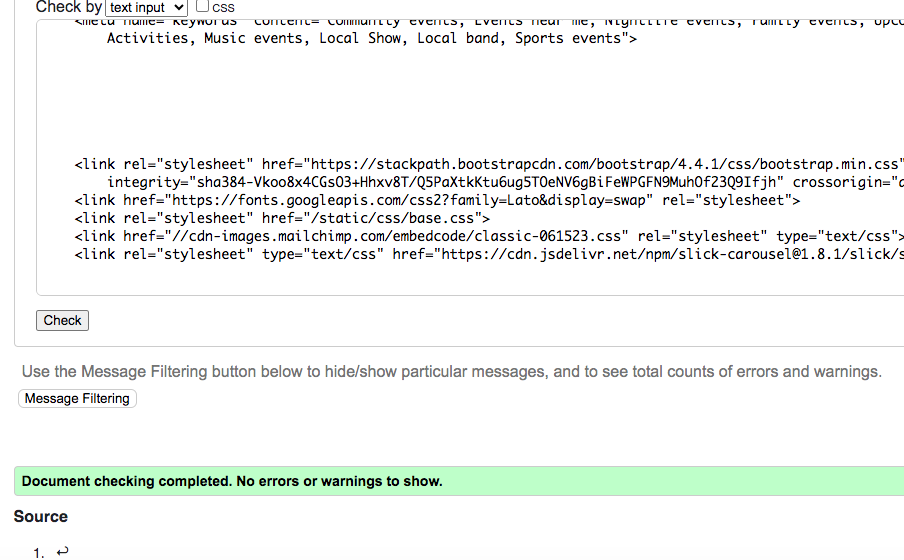 Check by text input css
<meta name="keywords" content="Community events, Events near me, Nightlife events, Family events, Upco
Activities, Music events, Local Show, Local band, Sports events">
<link rel="stylesheet" href="https://stackpath.bootstrapcdn.com/bootstrap/4.4.1/css/bootstrap.min.css"
integrity="sha384-Vkoo8x4CGsO3+Hhxv8T/Q5PaXtkKtu6ug5TOeNV6gBiFeWPGFN9MuhOf23Q9Ifjh" crossorigin="a
<link href="https://fonts.googleapis.com/css2?family=Lato&display=swap" rel="stylesheet">
<link rel="stylesheet" href="/static/css/base.css">
<link href="//cdn-images.mailchimp.com/embedcode/classic-061523.css" rel="stylesheet" type="text/css">
<link rel="stylesheet" type="text/css" href="https://cdn.jsdelivr.net/npm/slick-carousel@1.8.1/slick/s
Check
Use the Message Filtering button below to hide/show particular messages, and to see total counts of errors and warnings.
Message Filtering
Document checking completed. No errors or warnings to show.
Source
1. ↩